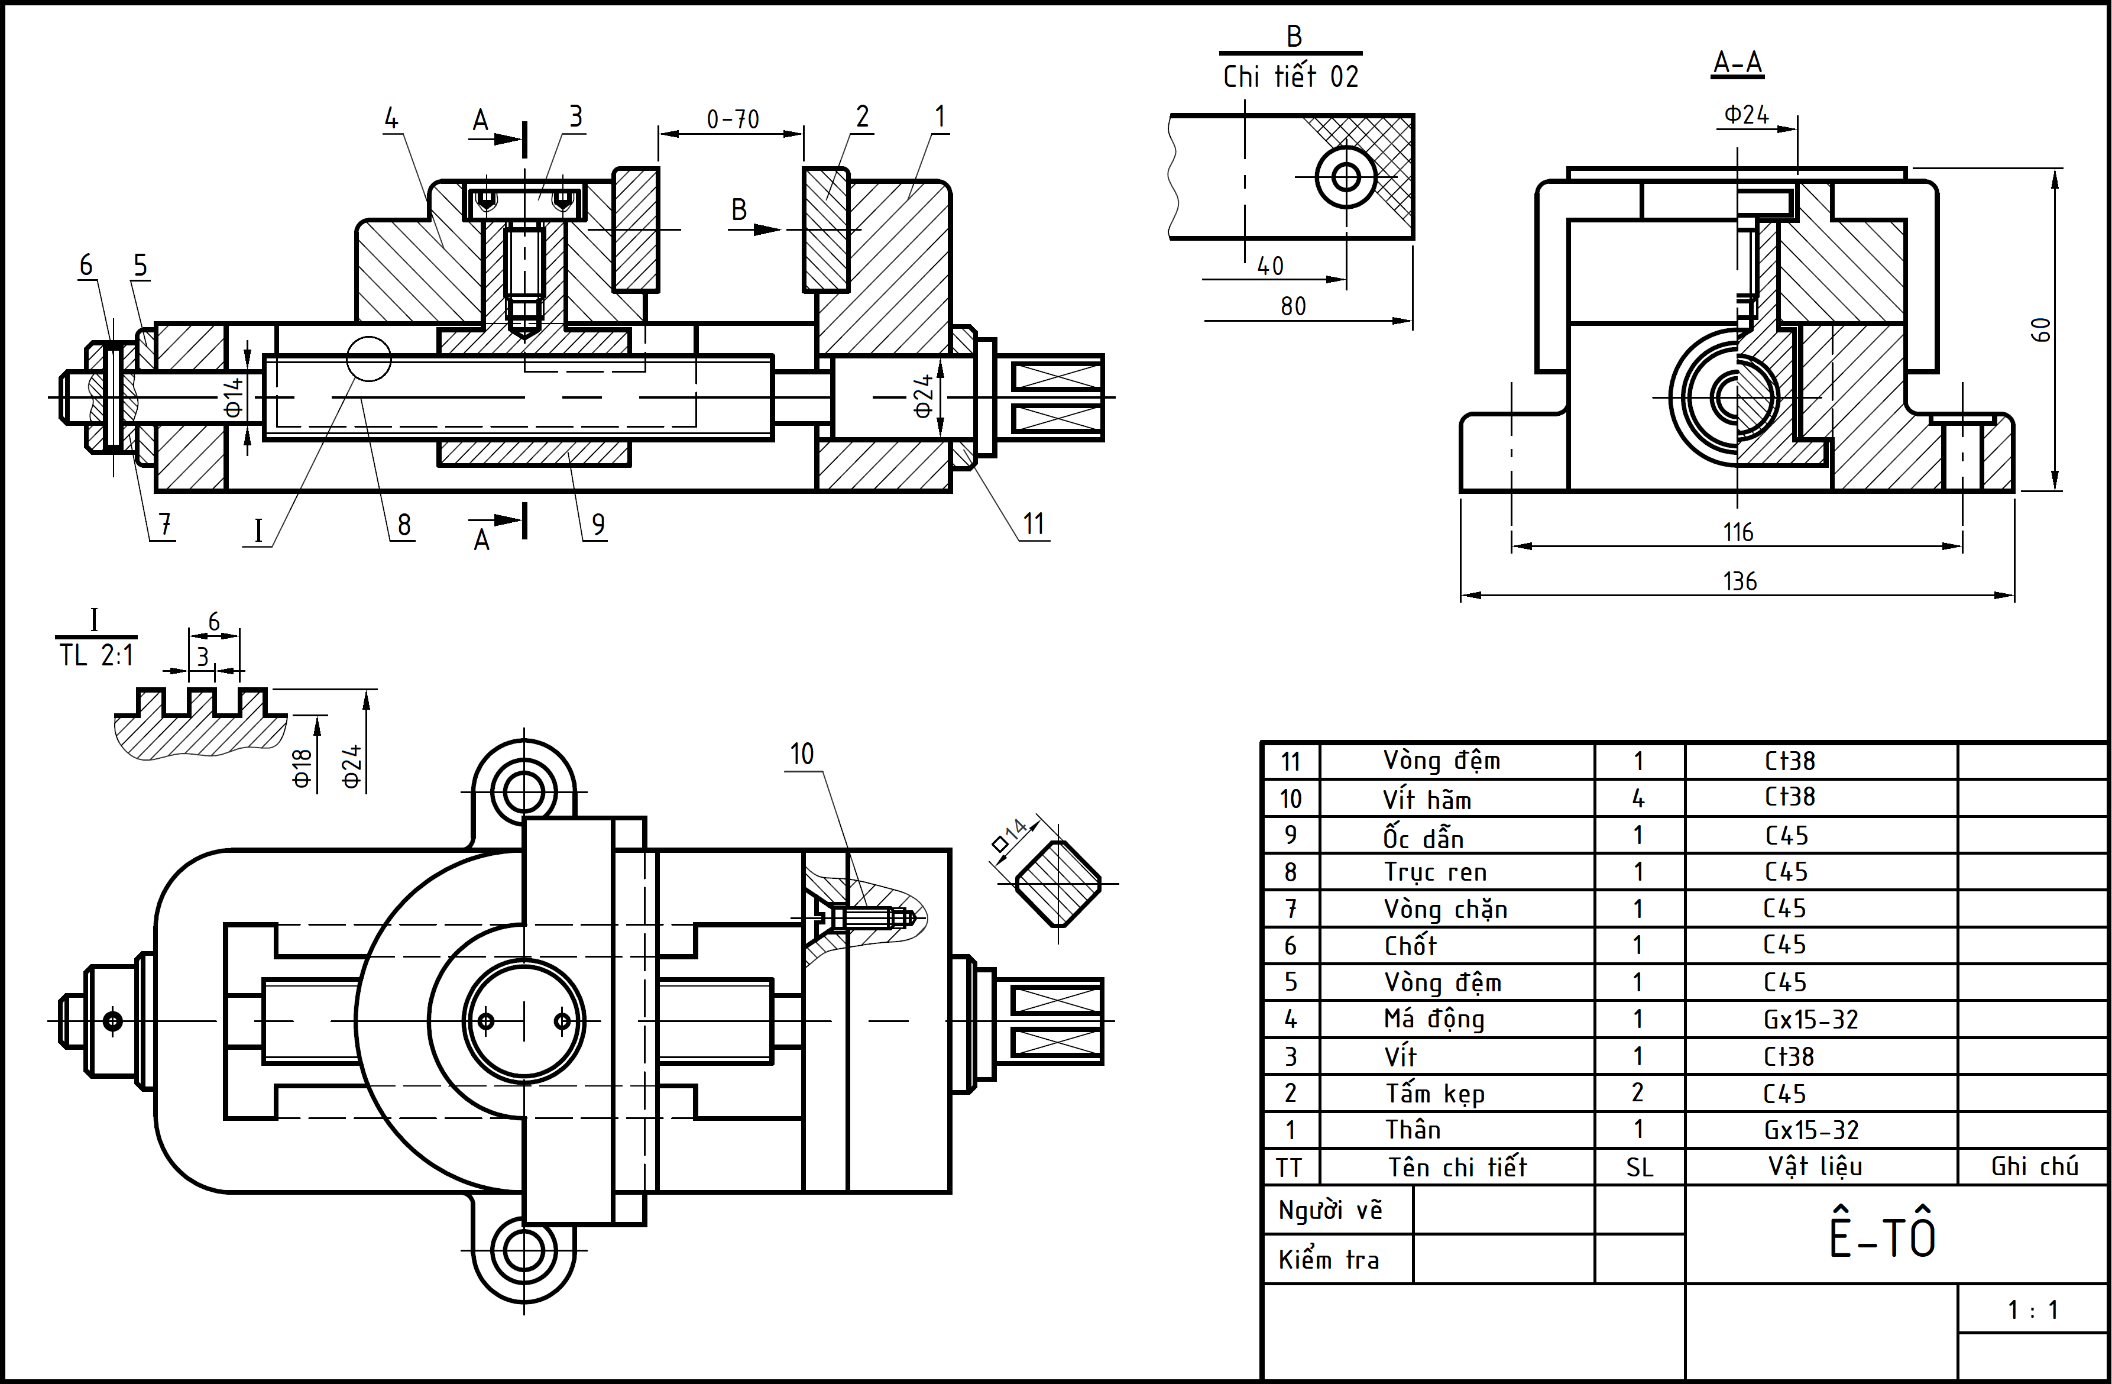 B
Chi tiết 02
A-A
4
A
3
0-70
2
1
Φ24
B
6
5
40
80
60
Φ14
Φ24
7
I
8
A
9
11
116
136
I
TL 2:1
6
3
Φ18
Φ24
10
□14
11 Vòng đệm 1 Ct38
10 Vít hãm 4 Ct38
9 Ốc dẫn 1 C45
8 Trục ren 1 C45
7 Vòng chặn 1 C45
6 Chốt 1 C45
5 Vòng đệm 1 C45
4 Má động 1 Gx15-32
3 Vít 1 Ct38
2 Tấm kẹp 2 C45
1 Thân 1 Gx15-32
TT Tên chi tiết SL Vật liệu Ghi chú
Người vẽ
Ê-TÔ
Kiểm tra
1 : 1